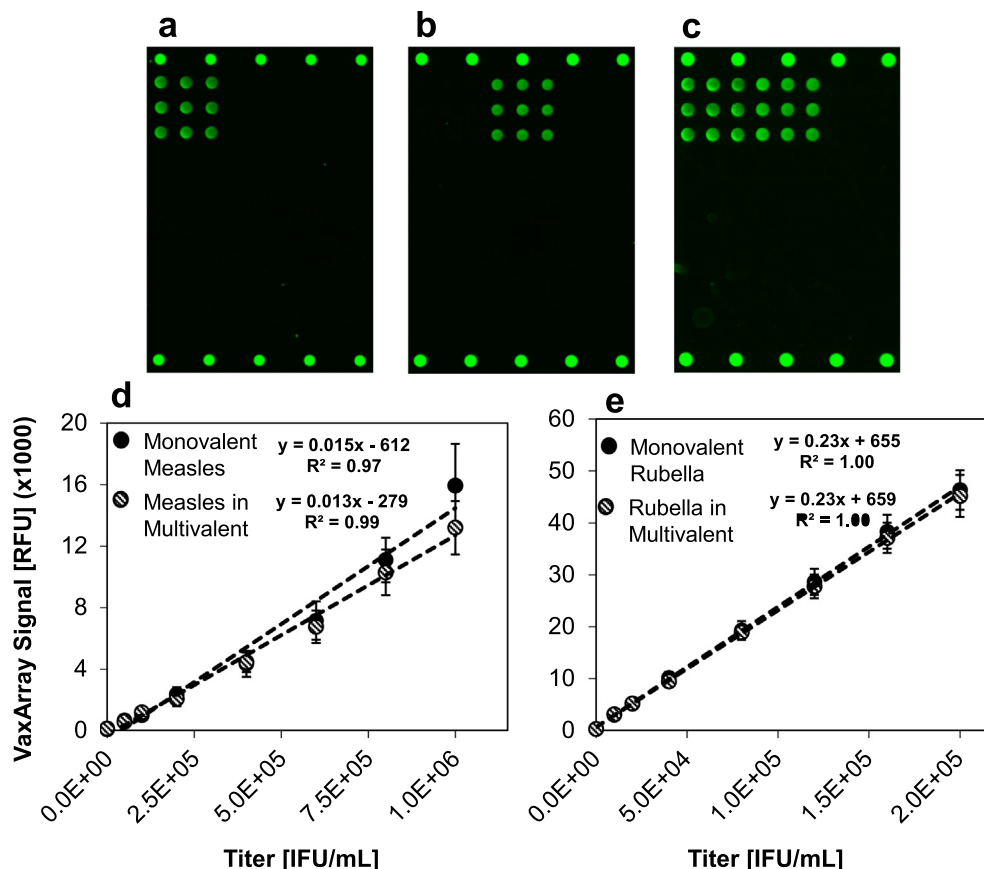 a
b
c
d
e
VaxArray Signal [RFU] (x1000)
20
16
12
8
4
0
Monovalent
Measles
y = 0.015x - 612
R² = 0.97
Measles in
Multivalent
y = 0.013x - 279
R² = 0.99
0.0E+00
2.5E+05
5.0E+05
7.5E+05
1.0E+06
Titer [IFU/mL]
60
50
40
30
20
10
0
Monovalent
Rubella
y = 0.23x + 655
R² = 1.00
Rubella in
Multivalent
y = 0.23x + 659
R² = 1.00
0.0E+00
5.0E+04
1.0E+05
1.5E+05
2.0E+05
Titer [IFU/mL]